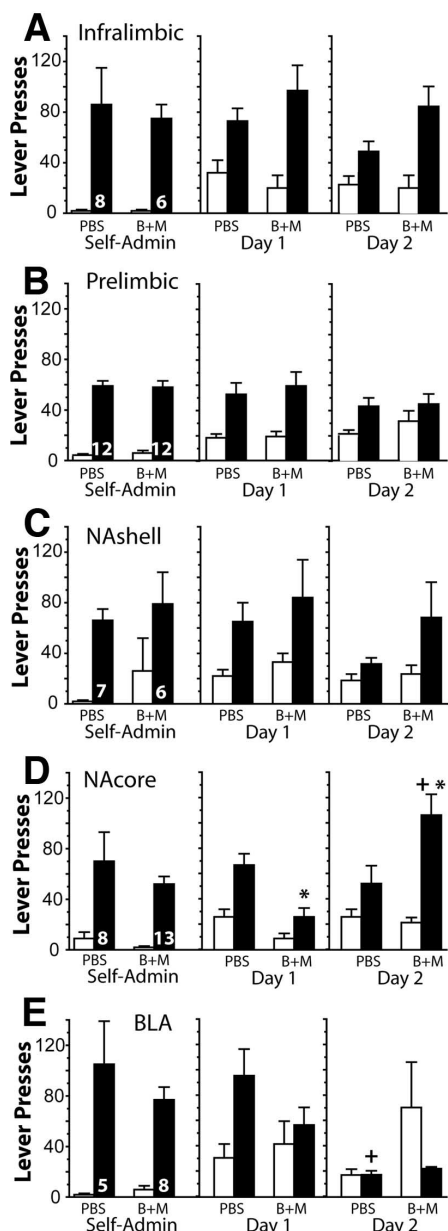 A
Infralimbic
Lever Presses
120
80
40
0
8
6
PBS B+M PBS B+M PBS B+M
Self-Admin Day 1 Day 2
B
Prelimbic
Lever Presses
120
80
40
0
12
12
PBS B+M PBS B+M PBS B+M
Self-Admin Day 1 Day 2
C
NAshell
Lever Presses
120
80
40
0
7
6
PBS B+M PBS B+M PBS B+M
Self-Admin Day 1 Day 2
D
NAcore
Lever Presses
120
80
40
0
8
13
*
+ *
PBS B+M PBS B+M PBS B+M
Self-Admin Day 1 Day 2
E
BLA
Lever Presses
120
80
40
0
5
8
+
PBS B+M PBS B+M PBS B+M
Self-Admin Day 1 Day 2